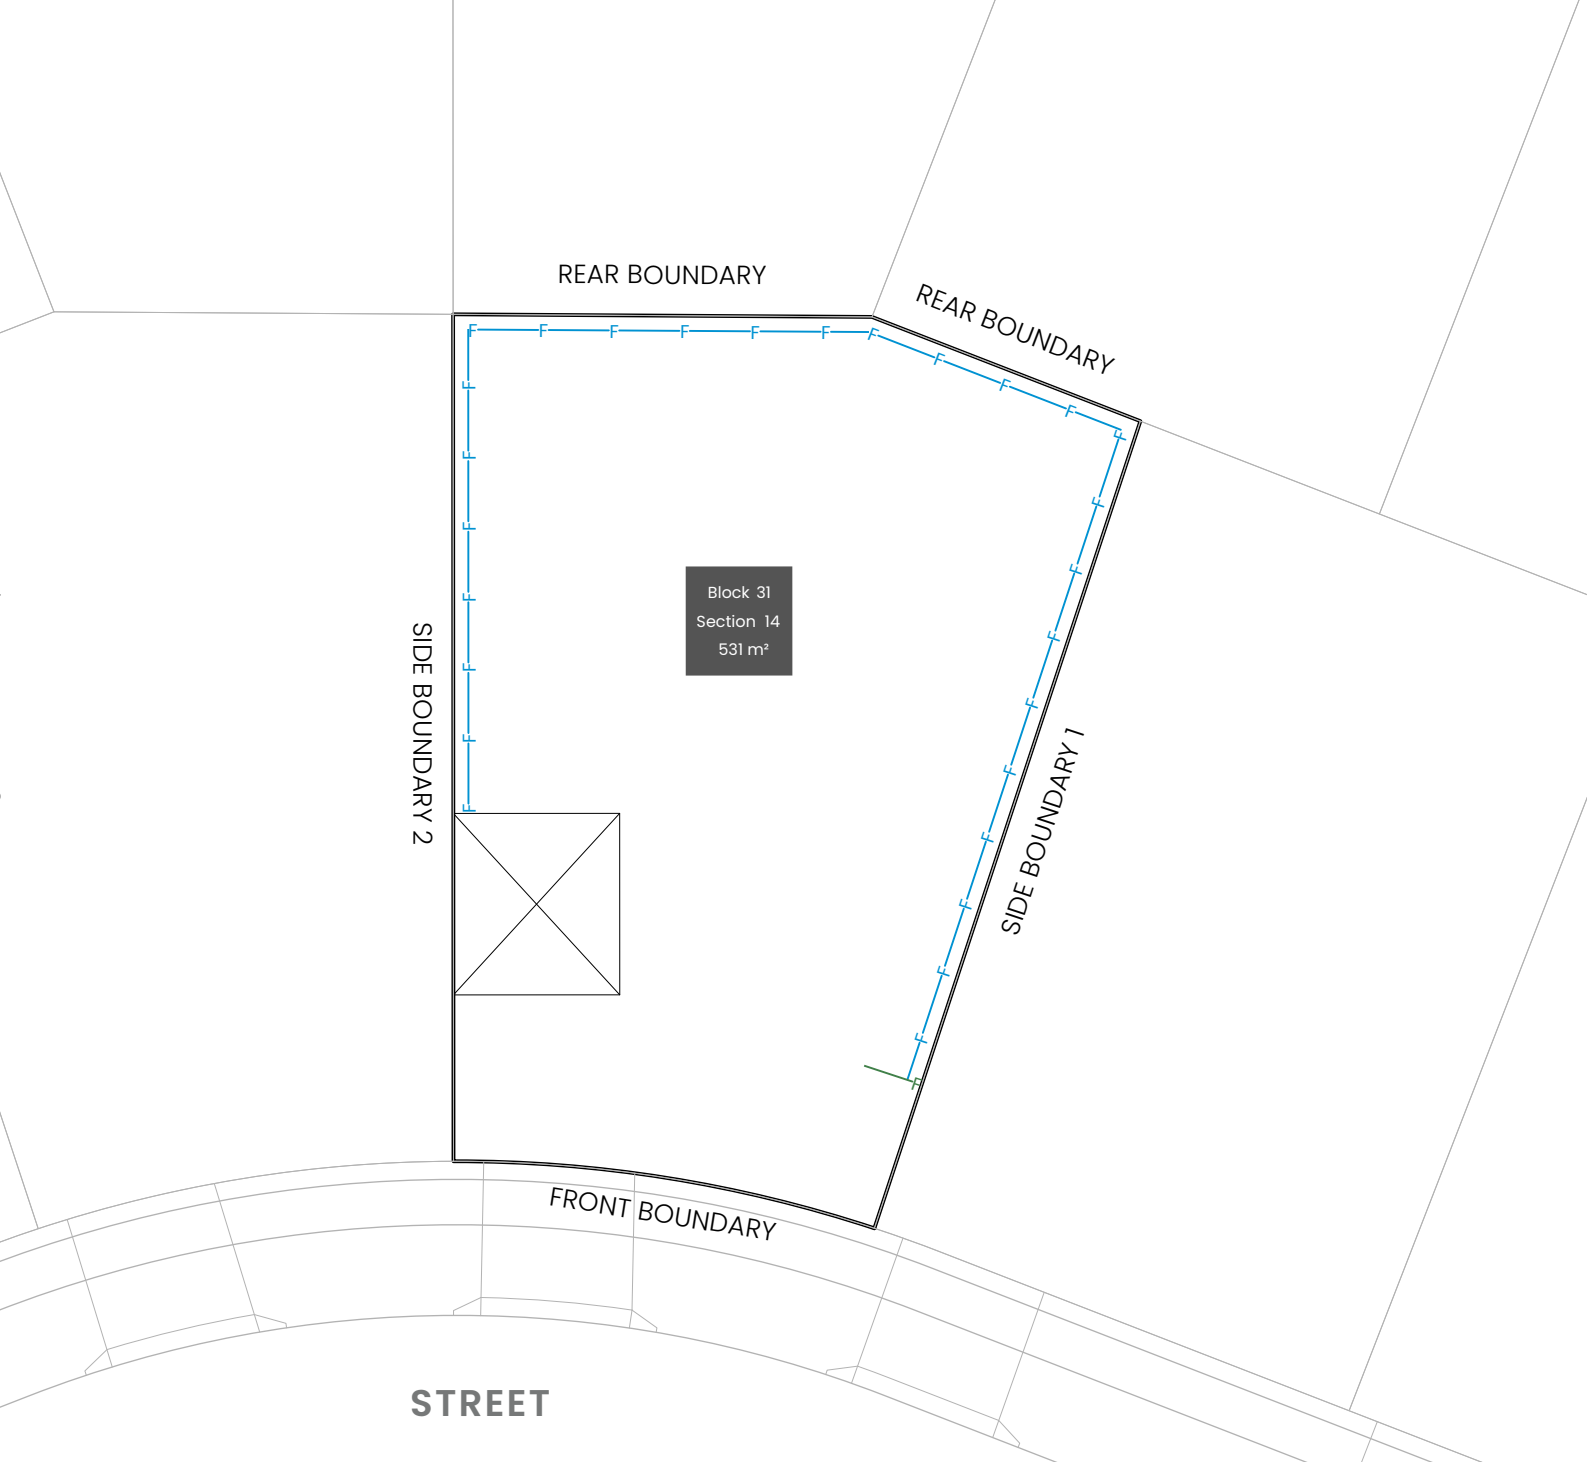 REAR BOUNDARY
REAR BOUNDARY
F F F F F F F F F F F
F F F F F F F
F F F F F F F F F
F
Block 31
Section 14
531 m²
SIDE BOUNDARY 2
SIDE BOUNDARY 1
FRONT BOUNDARY
STREET